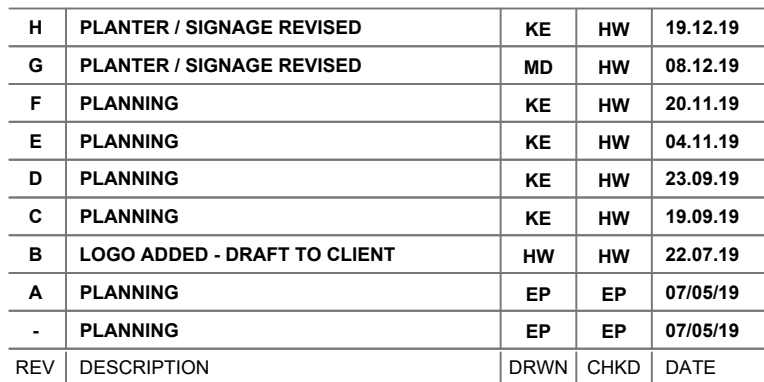 H PLANTER / SIGNAGE REVISED KE HW 19.12.19
G PLANTER / SIGNAGE REVISED MD HW 08.12.19
F PLANNING KE HW 20.11.19
E PLANNING KE HW 04.11.19
D PLANNING KE HW 23.09.19
C PLANNING KE HW 19.09.19
B LOGO ADDED - DRAFT TO CLIENT HW HW 22.07.19
A PLANNING EP EP 07/05/19
- PLANNING EP EP 07/05/19
REV DESCRIPTION DRWN CHKD DATE